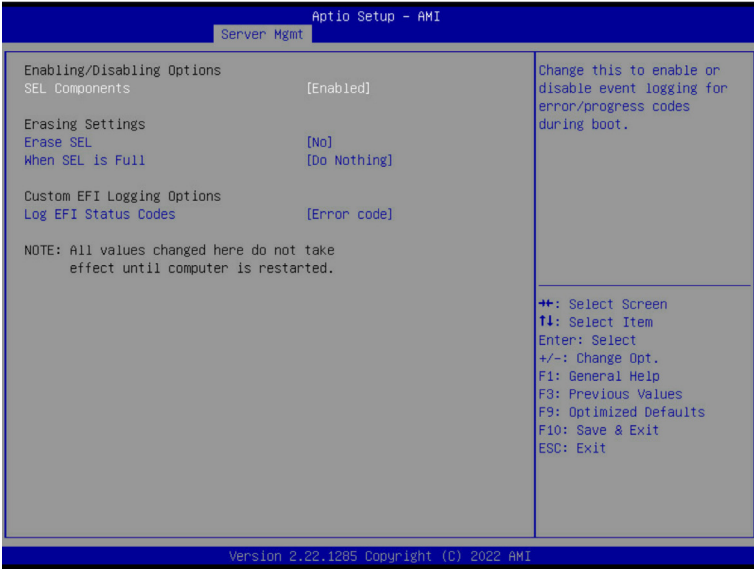 Aptio Setup - AMI
Server Mgmt
Enabling/Disabling Options
SEL Components [Enabled]
Erasing Settings
Erase SEL [No]
When SEL is Full [Do Nothing]
Custom EFI Logging Options
Log EFI Status Codes [Error code]
NOTE: All values changed here do not take
effect until computer is restarted.
Change this to enable or
disable event logging for
error/progress codes
during boot.
→←: Select Screen
↑↓: Select Item
Enter: Select
+/-: Change Opt.
F1: General Help
F3: Previous Values
F9: Optimized Defaults
F10: Save & Exit
ESC: Exit
Version 2.22.1285 Copyright (C) 2022 AMI